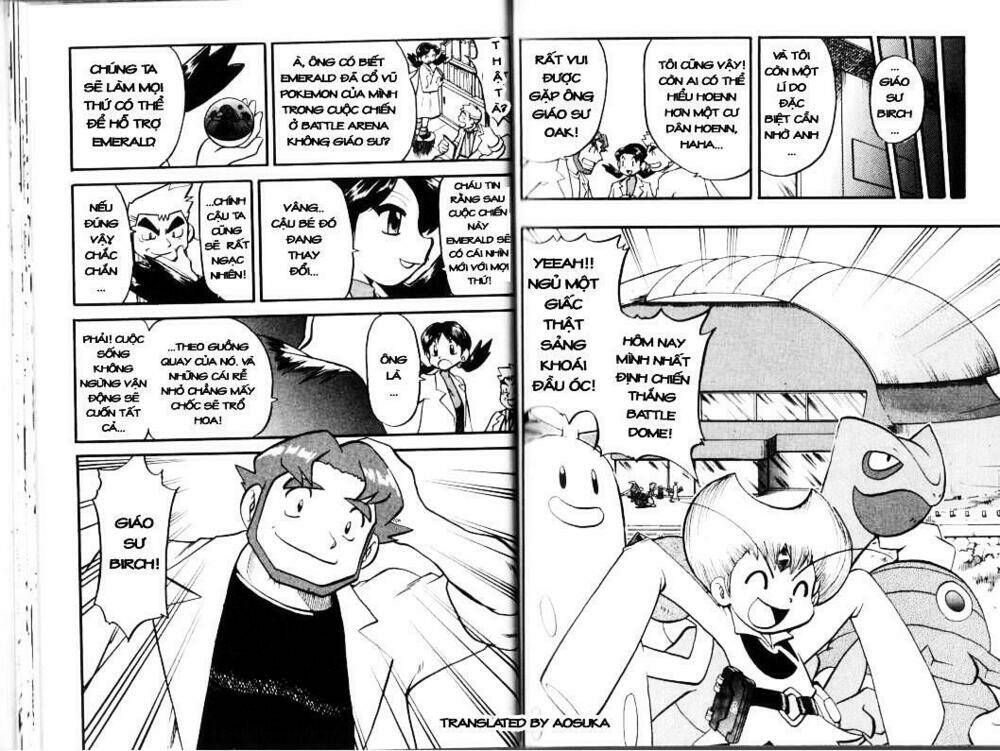 CHÚNG TA
SẼ LÀM MỌI
THỨ CÓ THỂ
ĐỂ HỖ TRỢ
EMERALD.
À, ÔNG CÓ BIẾT
EMERALD ĐÃ CỔ VŨ
POKEMON CỦA MÌNH
TRONG CUỘC CHIẾN
Ở BATTLE ARENA
KHÔNG GIÁO SƯ?
THẬT À?
NẾU
ĐÚNG
VẬY CHẮC
CHẮN
...
...CHÍNH
CẬU TA
CŨNG
SẼ RẤT
NGẠC
NHIÊN!
VÂNG..
CẬU BÉ ĐÓ
ĐANG
THAY
ĐỔI...
CHÁU TIN
RẰNG SAU
CUỘC CHIẾN
NÀY
EMERALD SẼ
CÓ CÁI NHÌN
MỚI VỚI MỌI
THỨ!
PHẢI! CUỘC
SỐNG
KHÔNG
NGỪNG VẬN
ĐỘNG SẼ
CUỐN TẤT
CẢ...
...THEO GUỒNG
QUAY CỦA NÓ. VÀ
NHỮNG CÁI RỄ
NHỎ CHẲNG MẤY
CHỐC SẼ TRỔ
HOA!
ÔNG
LÀ
...
GIÁO
SƯ
BIRCH!
RẤT VUI
ĐƯỢC
GẶP ÔNG
GIÁO SƯ
OAK!
TÔI CŨNG VẬY!
CÒN AI CÓ THỂ
HIỂU HOENN
HƠN MỘT CƯ
DÂN HOENN,
HAHA...
VÀ TÔI
CÒN MỘT
LÍ DO
ĐẶC
BIỆT CẦN
NHỜ ANH
...
...
GIÁO
SƯ
BIRCH
...
YEEAH!!
NGỦ MỘT
GIẤC
THẬT
SẢNG
KHOÁI
ĐẦU ÓC!
HÔM NAY
MÌNH NHẤT
ĐỊNH CHIẾN
THẮNG
BATTLE
DOME!
TRANSLATED BY AOSUKA